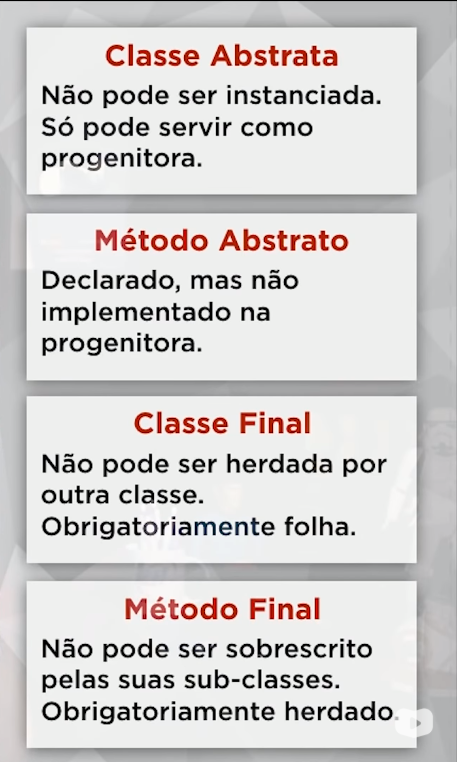 Classe Abstrata
Não pode ser instanciada.
Só pode servir como
progenitora.
Método Abstrato
Declarado, mas não
implementado na
progenitora.
Classe Final
Não pode ser herdada por
outra classe.
Obrigatoriamente folha.
Método Final
Não pode ser sobrescrito
pelas suas sub-classes.
Obrigatoriamente herdado.